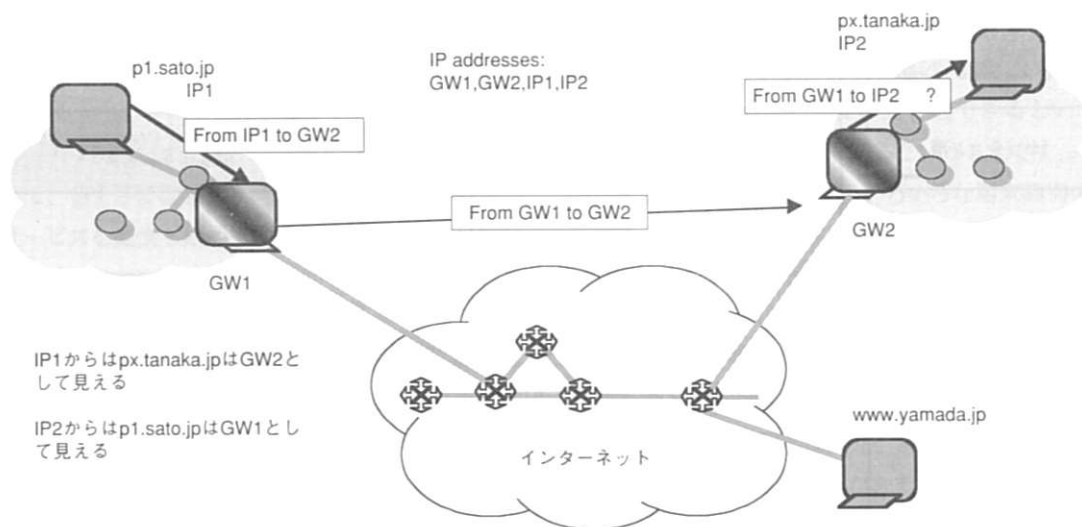 px.tanaka.jp
IP2
p1.sato.jp
IP1
IP addresses:
GW1,GW2,IP1,IP2
From IP1 to GW2
From GW1 to IP2 ?
From GW1 to GW2
GW1
GW2
IP1からはpx.tanaka.jpはGW2と
して見える
IP2からはp1.sato.jpはGW1とし
て見える
www.yamada.jp
インターネット